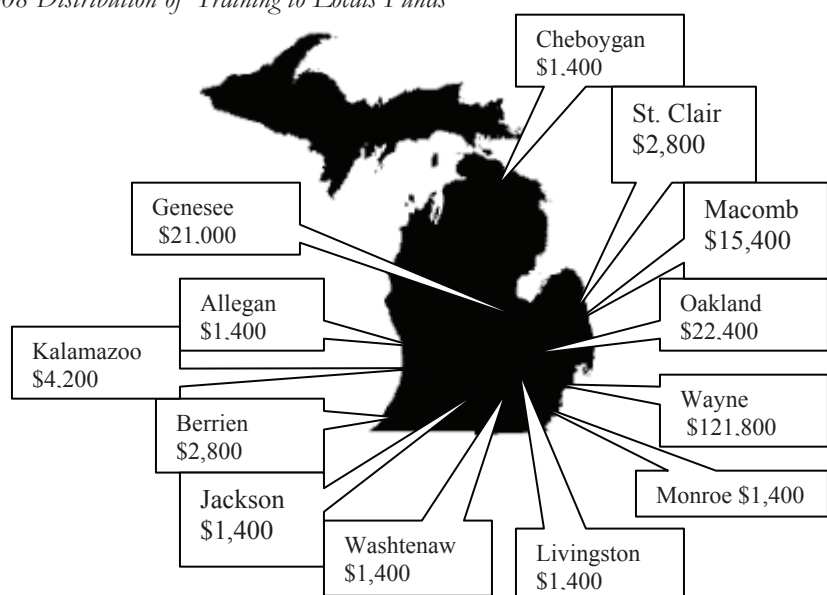 08 Distribution of Training to Locals Funds
Cheboygan
$1,400
St. Clair
$2,800
Genesee
$21,000
Macomb
$15,400
Allegan
$1,400
Oakland
$22,400
Kalamazoo
$4,200
Wayne
$121,800
Berrien
$2,800
Jackson
$1,400
Monroe $1,400
Washtenaw
$1,400
Livingston
$1,400